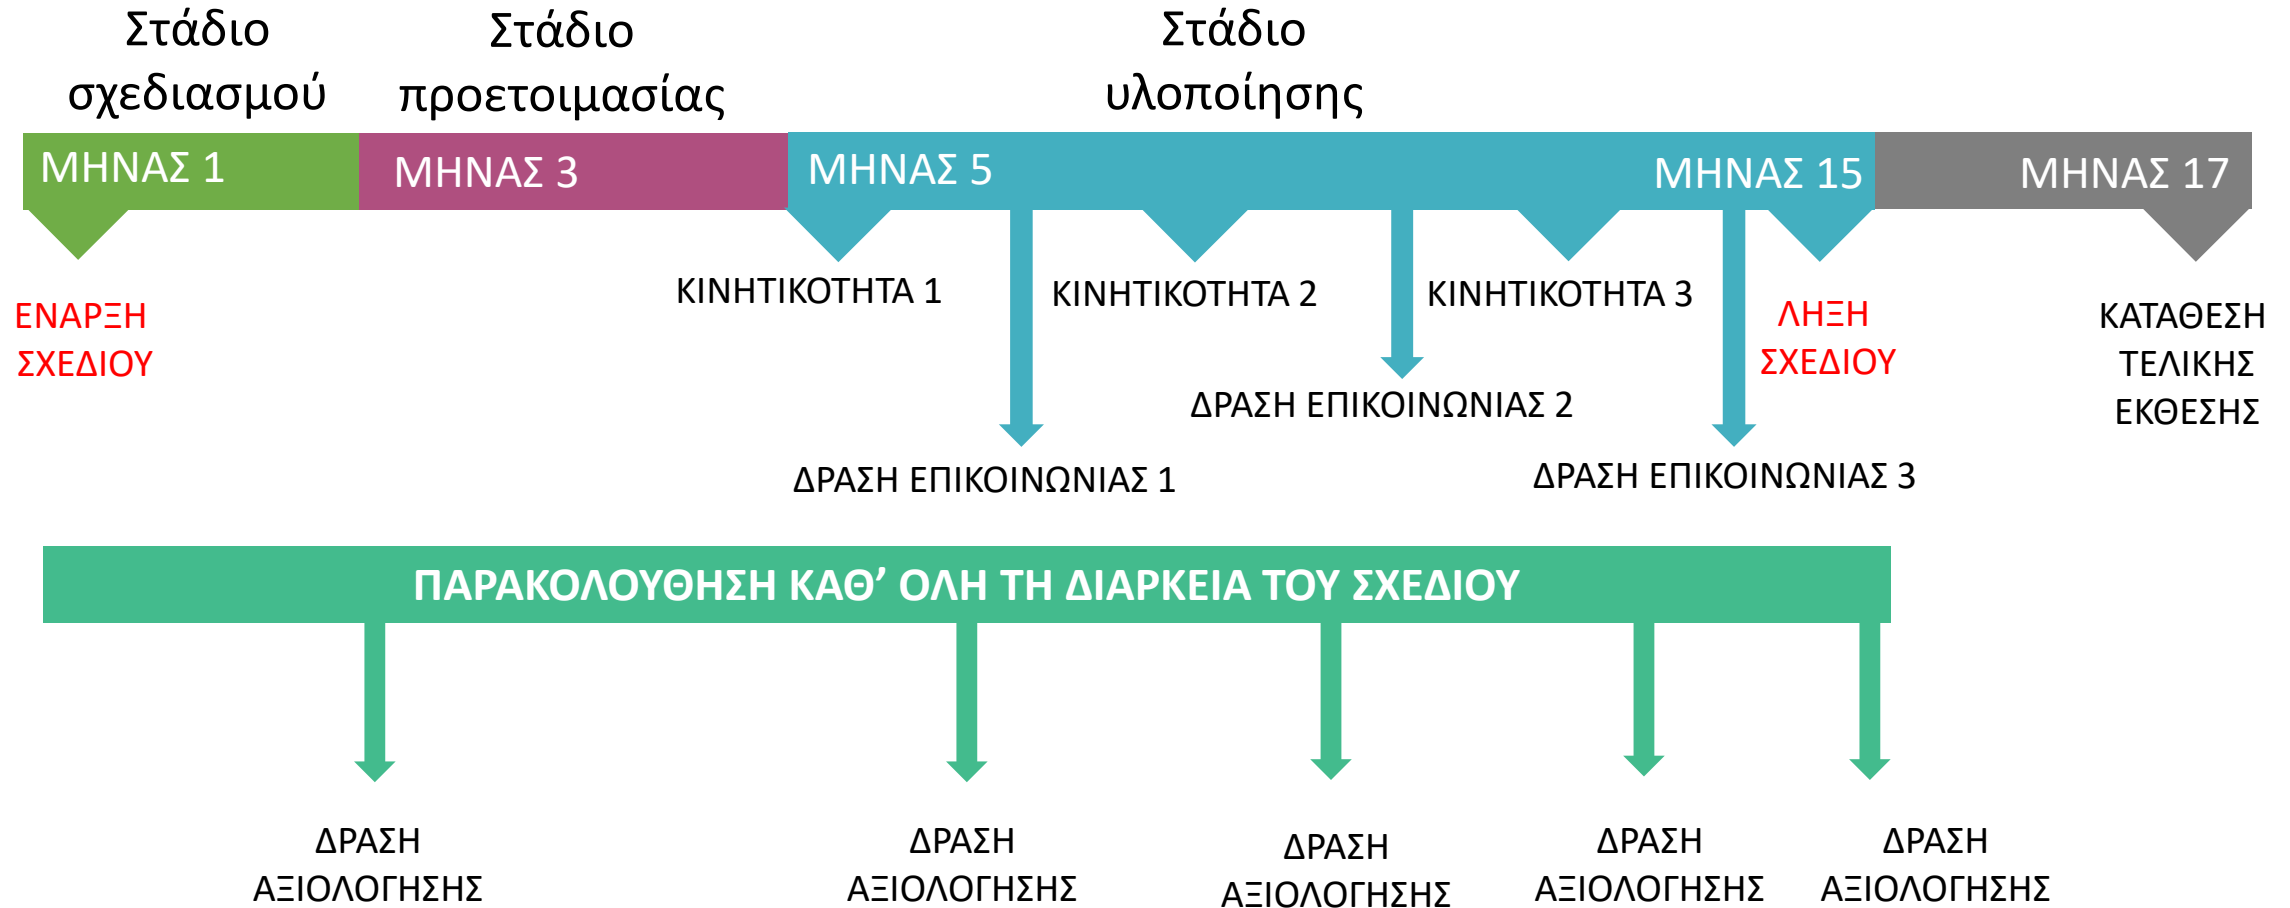 Στάδιο
σχεδιασμού
Στάδιο
προετοιμασίας
Στάδιο
υλοποίησης
ΜΗΝΑΣ 1
ΜΗΝΑΣ 3
ΜΗΝΑΣ 5
ΜΗΝΑΣ 15
ΜΗΝΑΣ 17
ΕΝΑΡΞΗ
ΣΧΕΔΙΟΥ
ΚΙΝΗΤΙΚΟΤΗΤΑ 1
ΚΙΝΗΤΙΚΟΤΗΤΑ 2
ΚΙΝΗΤΙΚΟΤΗΤΑ 3
ΛΗΞΗ
ΣΧΕΔΙΟΥ
ΚΑΤΑΘΕΣΗ
ΤΕΛΙΚΗΣ
ΕΚΘΕΣΗΣ
ΔΡΑΣΗ ΕΠΙΚΟΙΝΩΝΙΑΣ 1
ΔΡΑΣΗ ΕΠΙΚΟΙΝΩΝΙΑΣ 2
ΔΡΑΣΗ ΕΠΙΚΟΙΝΩΝΙΑΣ 3
ΠΑΡΑΚΟΛΟΥΘΗΣΗ ΚΑΘ’ ΟΛΗ ΤΗ ΔΙΑΡΚΕΙΑ ΤΟΥ ΣΧΕΔΙΟΥ
ΔΡΑΣΗ
ΑΞΙΟΛΟΓΗΣΗΣ
ΔΡΑΣΗ
ΑΞΙΟΛΟΓΗΣΗΣ
ΔΡΑΣΗ
ΑΞΙΟΛΟΓΗΣΗΣ
ΔΡΑΣΗ
ΑΞΙΟΛΟΓΗΣΗΣ
ΔΡΑΣΗ
ΑΞΙΟΛΟΓΗΣΗΣ